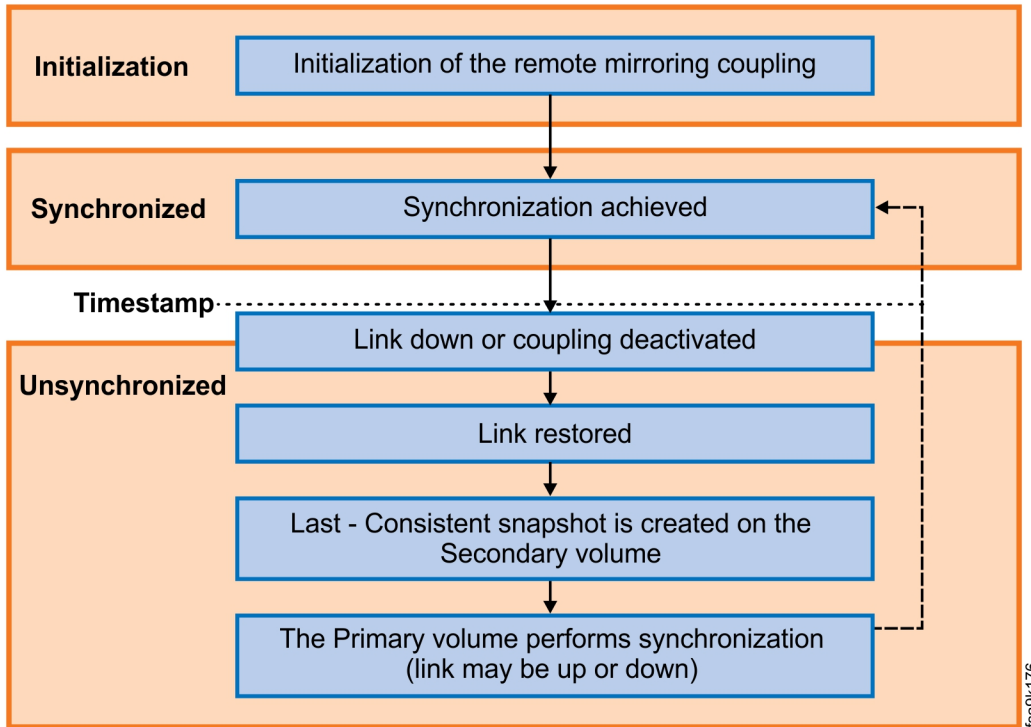 Initialization
Initialization of the remote mirroring coupling
Synchronized
Synchronization achieved
Timestamp
Link down or coupling deactivated
Unsynchronized
Link restored
Last - Consistent snapshot is created on the
Secondary volume
The Primary volume performs synchronization
(link may be up or down)